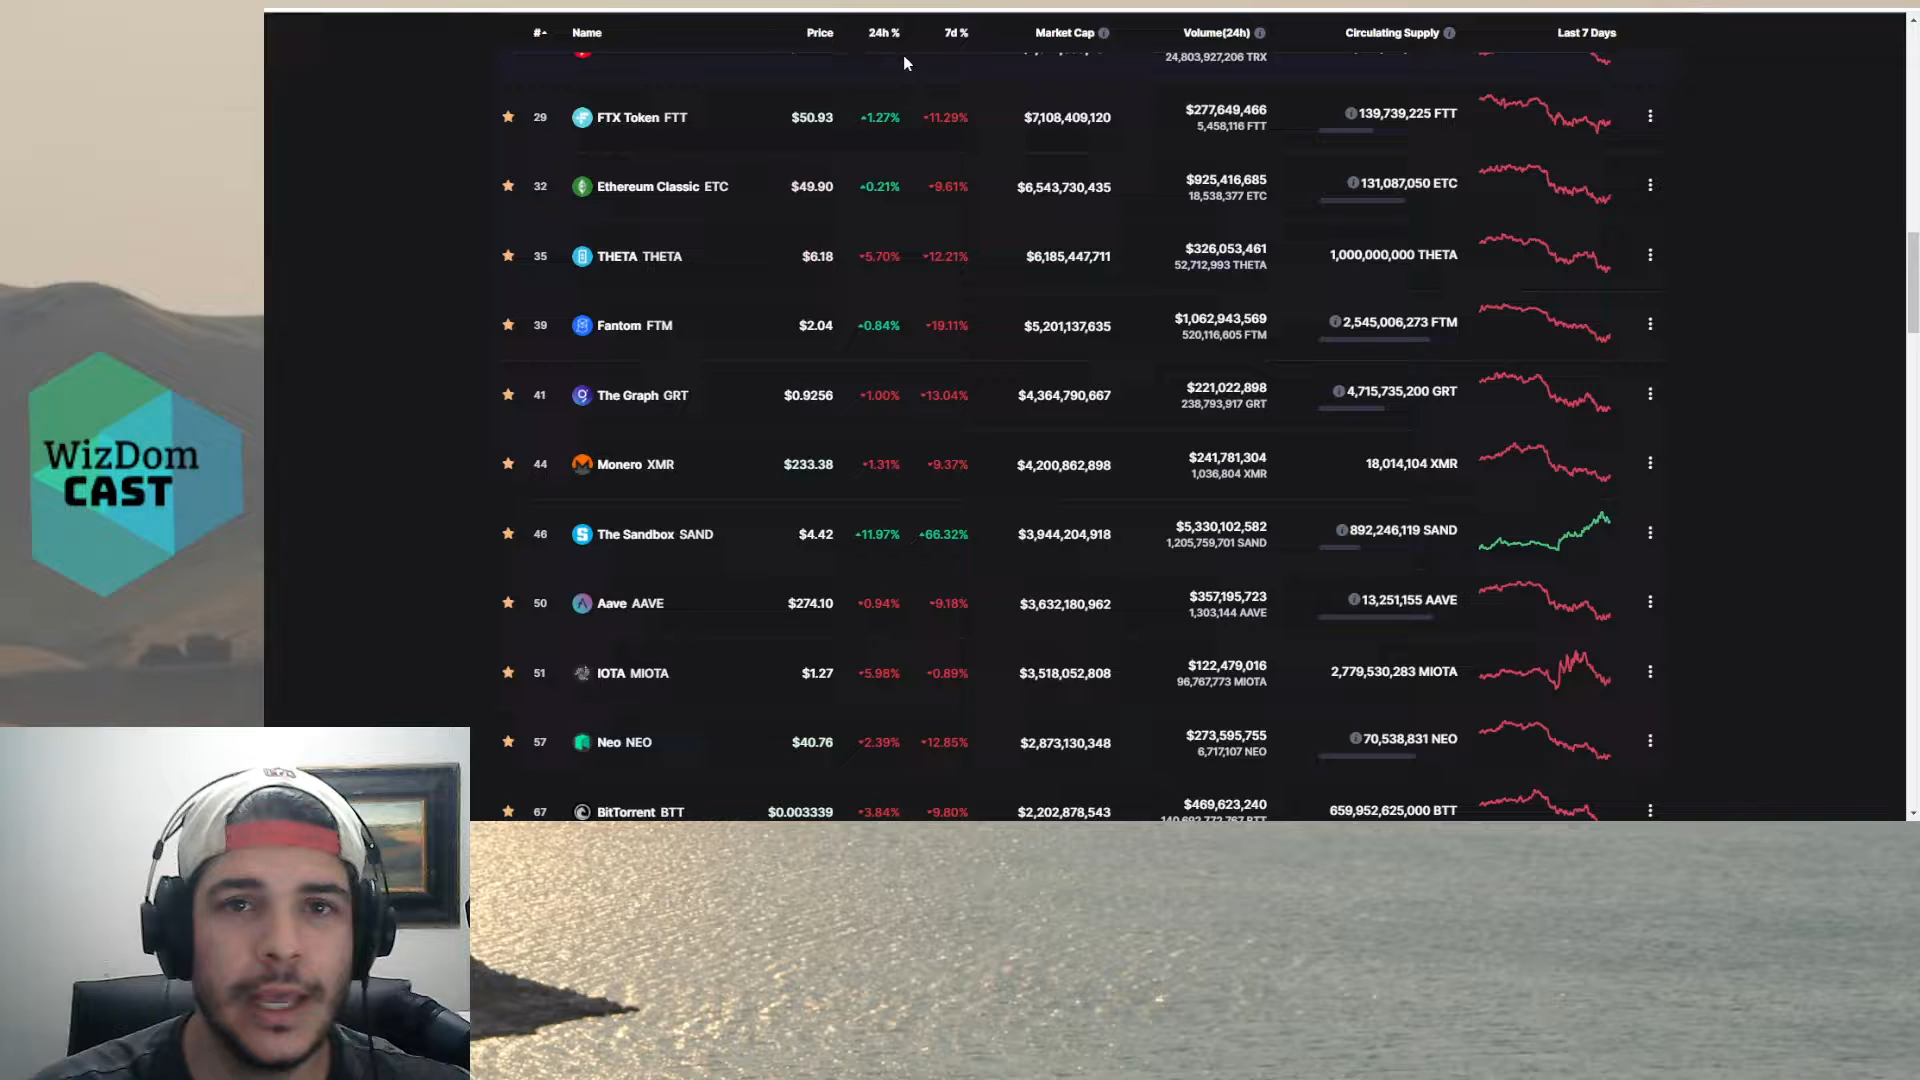 #
Name
Price
24h %
7d %
Market Cap
Volume(24h)
Circulating Supply
Last 7 Days
24,803,927,206 TRX
29 FTX Token FTT $50.93 1.27% 11.29% $7,108,409,120 $277,649,466 139,739,225 FTT
5,458,116 FTT
32 Ethereum Classic ETC $49.90 0.21% 9.61% $6,543,730,435 $925,416,685 131,087,050 ETC
18,538,377 ETC
35 THETA THETA $6.18 5.70% 12.21% $6,185,447,711 $326,053,461 1,000,000,000 THETA
52,712,993 THETA
39 Fantom FTM $2.04 0.84% 19.11% $5,201,137,635 $1,062,943,569 2,545,006,273 FTM
520,116,605 FTM
41 The Graph GRT $0.9256 1.00% 13.04% $4,364,790,667 $221,022,898 4,715,735,200 GRT
238,793,917 GRT
44 Monero XMR $233.38 1.31% 9.37% $4,200,862,898 $241,781,304 18,014,104 XMR
1,036,804 XMR
46 The Sandbox SAND $4.42 11.97% 66.32% $3,944,204,918 $5,330,102,582 892,246,119 SAND
1,205,759,701 SAND
50 Aave AAVE $274.10 0.94% 9.18% $3,632,180,962 $357,195,723 13,251,155 AAVE
1,303,144 AAVE
51 IOTA MIOTA $1.27 5.98% 0.89% $3,518,052,808 $122,479,016 2,779,530,283 MIOTA
96,767,773 MIOTA
57 Neo NEO $40.76 2.39% 12.85% $2,873,130,348 $273,595,755 70,538,831 NEO
6,717,107 NEO
67 BitTorrent BTT $0.003339 3.84% 9.80% $2,202,878,543 $469,623,240 659,952,625,000 BTT
WizDom
CAST